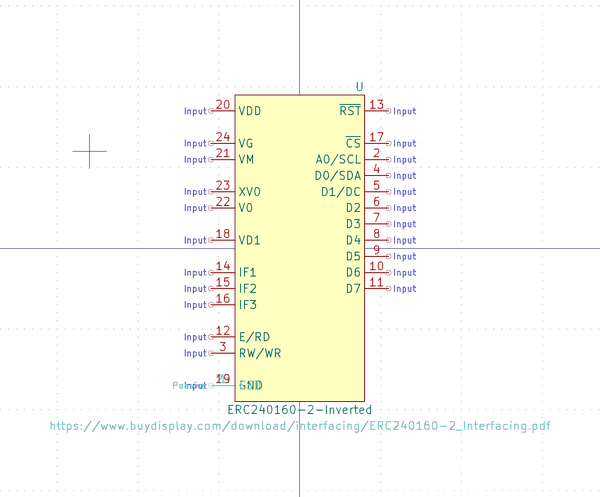 U
Input 20 VDD RST 13 Input
Input 24 VG CS 17 Input
Input 21 VM A0/SCL 2 Input
D0/SDA 4 Input
Input 23 XV0 D1/DC 5 Input
Input 22 V0 D2 6 Input
D3 7 Input
Input 18 VD1 D4 8 Input
D5 9 Input
Input 14 IF1 D6 10 Input
Input 15 IF2 D7 11 Input
Input 16 IF3
Input 12 E/RD
Input 3 RW/WR
Input 19 GND
ERC240160-2-Inverted
https://www.buydisplay.com/download/interfacing/ERC240160-2_Interfacing.pdf